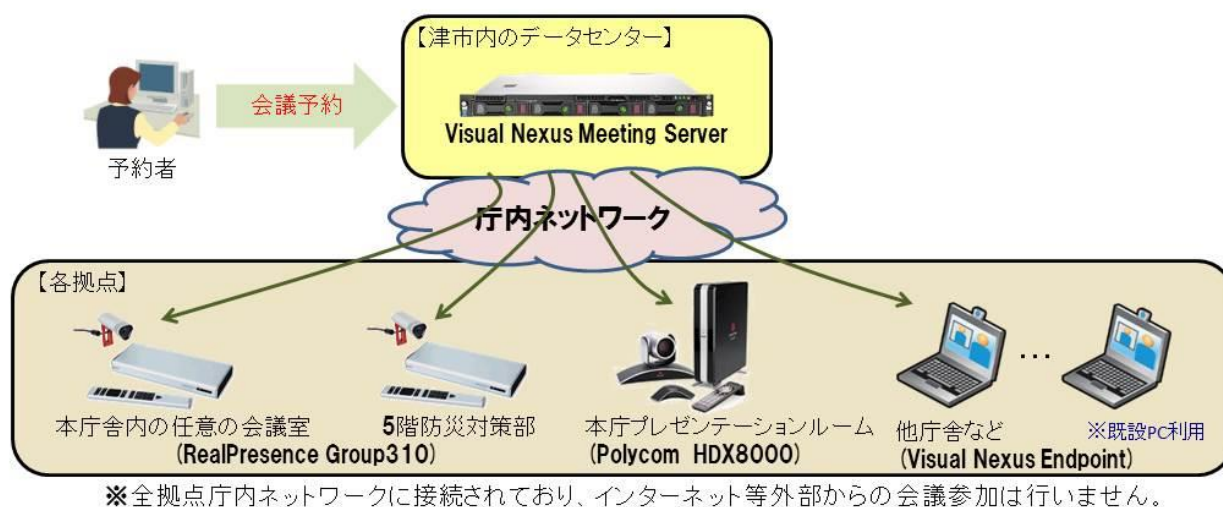 【津市内のデータセンター】
会議予約
Visual Nexus Meeting Server
予約者
庁内ネットワーク
【各拠点】
…
本庁舎内の任意の会議室 5階防災対策部 本庁プレゼンテーションルーム 他庁舎など ※既設PC利用
(RealPresence Group310) (Polycom HDX8000) (Visual Nexus Endpoint)
※全拠点庁内ネットワークに接続されており、インターネット等外部からの会議参加は行いません。